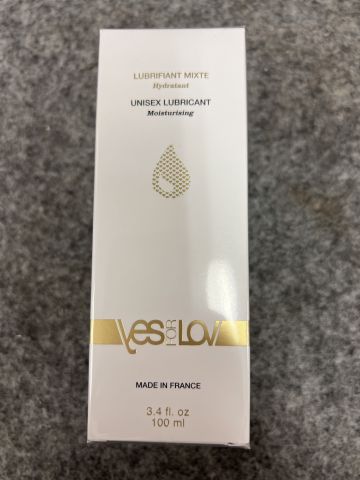 LUBRIFIANT MIXTE
Hydratant
UNISEX LUBRICANT
Moisturising
YES FOR LOV
MADE IN FRANCE
3.4 fl. oz
100 ml